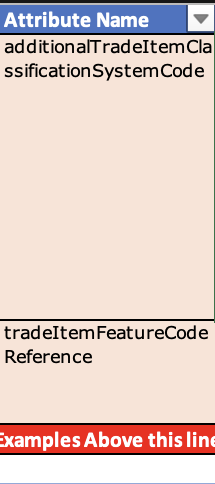 Attribute Name
additionalTradeItemCla
ssificationSystemCode
tradeItemFeatureCode
Reference
Examples Above this line